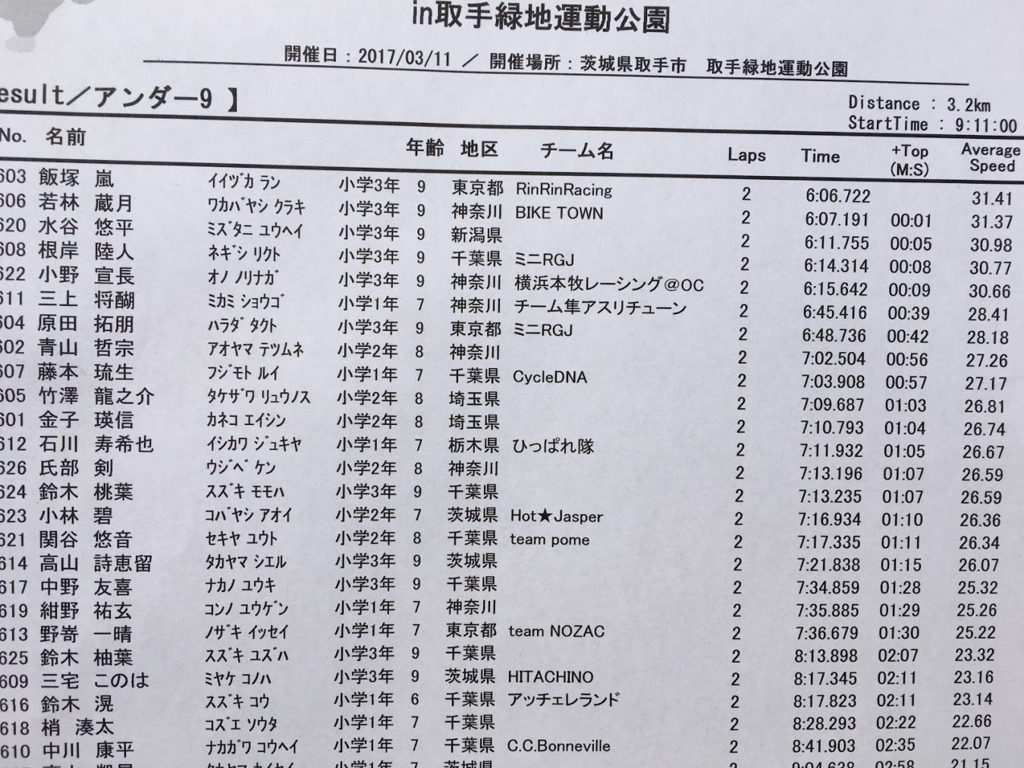 in取手緑地運動公園
開催日：2017/03/11 ／ 開催場所：茨城県取手市 取手緑地運動公園
esult／アンダー9 】
Distance : 3.2km
StartTime : 9:11:00
No. 名前 年齢 地区 チーム名 Laps Time +Top (M:S) Average Speed
603 飯塚 嵐 ｲｲﾂﾞｶ ﾗﾝ 小学3年 9 東京都 RinRinRacing 2 6:06.722 31.41
606 若林 蔵月 ﾜｶﾊﾞﾔｼ ｸﾗｷ 小学3年 9 神奈川 BIKE TOWN 2 6:07.191 00:01 31.37
620 水谷 悠平 ﾐｽﾞﾀﾆ ﾕｳﾍｲ 小学3年 9 新潟県 2 6:11.755 00:05 30.98
608 根岸 陸人 ﾈｷﾞｼ ﾘｸﾄ 小学3年 9 千葉県 ミニRGJ 2 6:14.314 00:08 30.77
622 小野 宣長 ｵﾉ ﾉﾘﾅｶﾞ 小学3年 9 神奈川 横浜本牧レーシング@OC 2 6:15.642 00:09 30.66
611 三上 将醐 ﾐｶﾐ ｼｮｳｺﾞ 小学1年 7 神奈川 チーム隼アスリチューン 2 6:45.416 00:39 28.41
604 原田 拓朋 ﾊﾗﾀﾞ ﾀｸﾄ 小学3年 9 東京都 ミニRGJ 2 6:48.736 00:42 28.18
602 青山 哲宗 ｱｵﾔﾏ ﾃﾂﾑﾈ 小学2年 8 神奈川 2 7:02.504 00:56 27.26
607 藤本 琉生 ﾌｼﾞﾓﾄ ﾙｲ 小学1年 7 千葉県 CycleDNA 2 7:03.908 00:57 27.17
605 竹澤 龍之介 ﾀｹｻﾞﾜ ﾘｭｳﾉｽ 小学2年 8 埼玉県 2 7:09.687 01:03 26.81
601 金子 瑛信 ｶﾈｺ ｴｲｼﾝ 小学2年 8 埼玉県 2 7:10.793 01:04 26.74
612 石川 寿希也 ｲｼｶﾜ ｼﾞｭｷﾔ 小学1年 7 栃木県 ひっぱれ隊 2 7:11.932 01:05 26.67
626 氏部 剣 ｳｼﾞﾍﾞ ｹﾝ 小学2年 8 神奈川 2 7:13.196 01:07 26.59
624 鈴木 桃葉 ｽｽﾞｷ ﾓﾓﾊ 小学3年 9 千葉県 2 7:13.235 01:07 26.59
623 小林 碧 ｺﾊﾞﾔｼ ｱｵｲ 小学2年 7 茨城県 Hot★Jasper 2 7:16.934 01:10 26.36
621 関谷 悠音 ｾｷﾔ ﾕｳﾄ 小学2年 8 千葉県 team pome 2 7:17.335 01:11 26.34
614 高山 詩恵留 ﾀｶﾔﾏ ｼｴﾙ 小学3年 9 茨城県 2 7:21.838 01:15 26.07
617 中野 友喜 ﾅｶﾉ ﾕｳｷ 小学3年 9 千葉県 2 7:34.859 01:28 25.32
619 紺野 祐玄 ｺﾝﾉ ﾕｳｹﾞﾝ 小学1年 7 神奈川 2 7:35.885 01:29 25.26
613 野嵜 一晴 ﾉｻﾞｷ ｲｯｾｲ 小学1年 7 東京都 team NOZAC 2 7:36.679 01:30 25.22
625 鈴木 柚葉 ｽｽﾞｷ ﾕｽﾞﾊ 小学3年 9 千葉県 2 8:13.898 02:07 23.32
609 三宅 このは ﾐﾔｹ ｺﾉﾊ 小学3年 9 茨城県 HITACHINO 2 8:17.345 02:11 23.16
616 鈴木 滉 ｽｽﾞｷ ｺｳ 小学1年 6 千葉県 アッチェレランド 2 8:17.823 02:11 23.14
618 梢 湊太 ｺｽﾞｴ ｿｳﾀ 小学1年 7 千葉県 2 8:28.293 02:22 22.66
610 中川 康平 ﾅｶｶﾞﾜ ｺｳﾍｲ 小学1年 7 千葉県 C.C.Bonneville 2 8:41.903 02:35 22.07
小学1年 7 茨城県 2 9:04.638 02:58 21.15